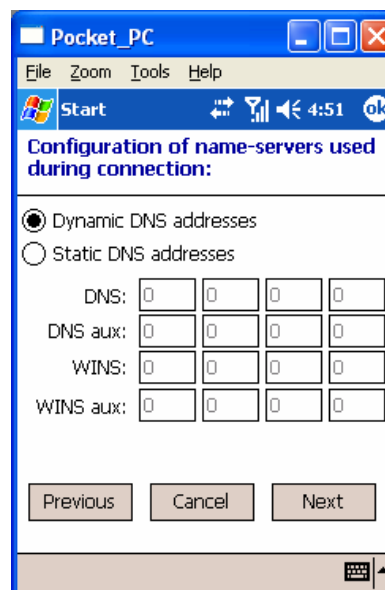 Pocket_PC
File Zoom Tools Help
Start 4:51 ok
Configuration of name-servers used
during connection:
Dynamic DNS addresses
Static DNS addresses
DNS: 0 0 0 0
DNS aux: 0 0 0 0
WINS: 0 0 0 0
WINS aux: 0 0 0 0
Previous Cancel Next